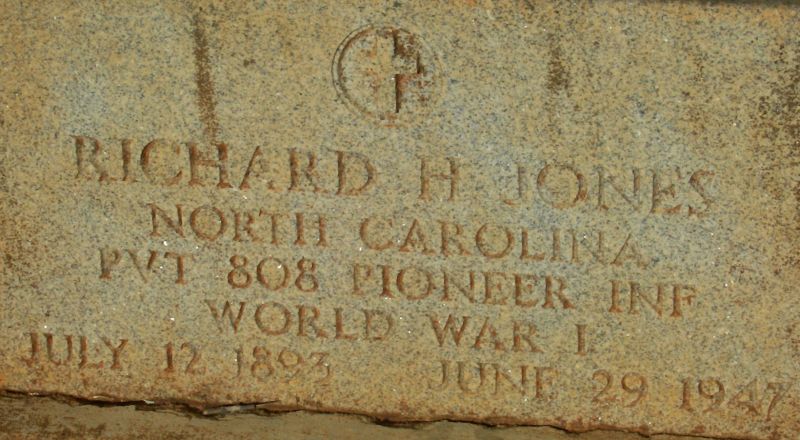 RICHARD H JONES
NORTH CAROLINA
PVT 808 PIONEER INF
WORLD WAR I
JULY 12 1893 JUNE 29 1947